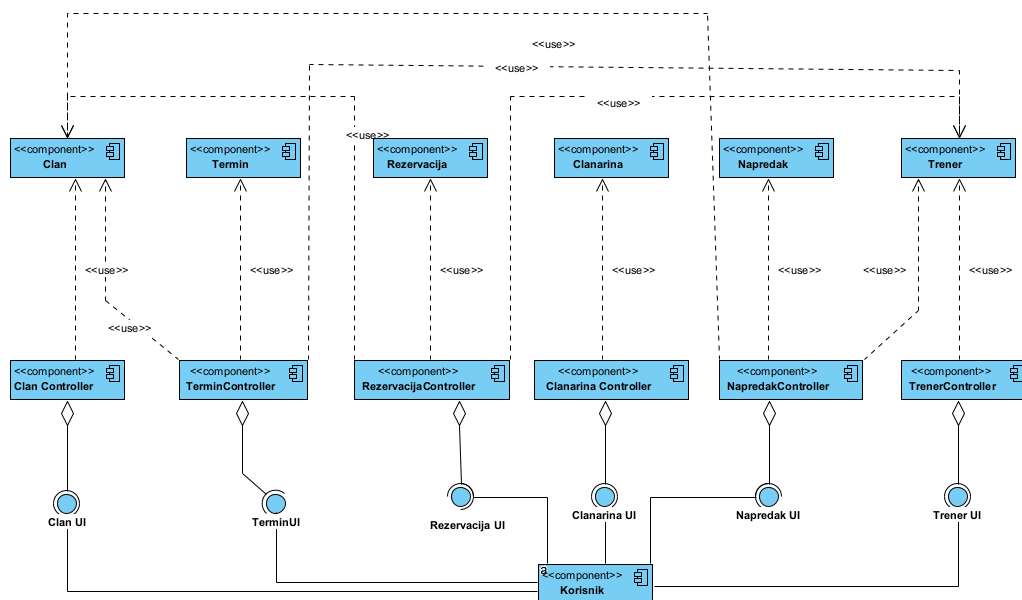 <<use>>
<<use>>
<<use>>
<<use>>
<<component>>
Clan
<<component>>
Termin
<<component>>
Rezervacija
<<component>>
Clanarina
<<component>>
Napredak
<<component>>
Trener
<<use>>
<<use>>
<<use>>
<<use>>
<<use>>
<<use>>
<<use>>
<<use>>
<<component>>
Clan Controller
<<component>>
TerminController
<<component>>
RezervacijaController
<<component>>
Clanarina Controller
<<component>>
NapredakController
<<component>>
TrenerController
Clan UI
TerminUI
Rezervacija UI
Clanarina UI
Napredak UI
Trener UI
a
<<component>>
Korisnik